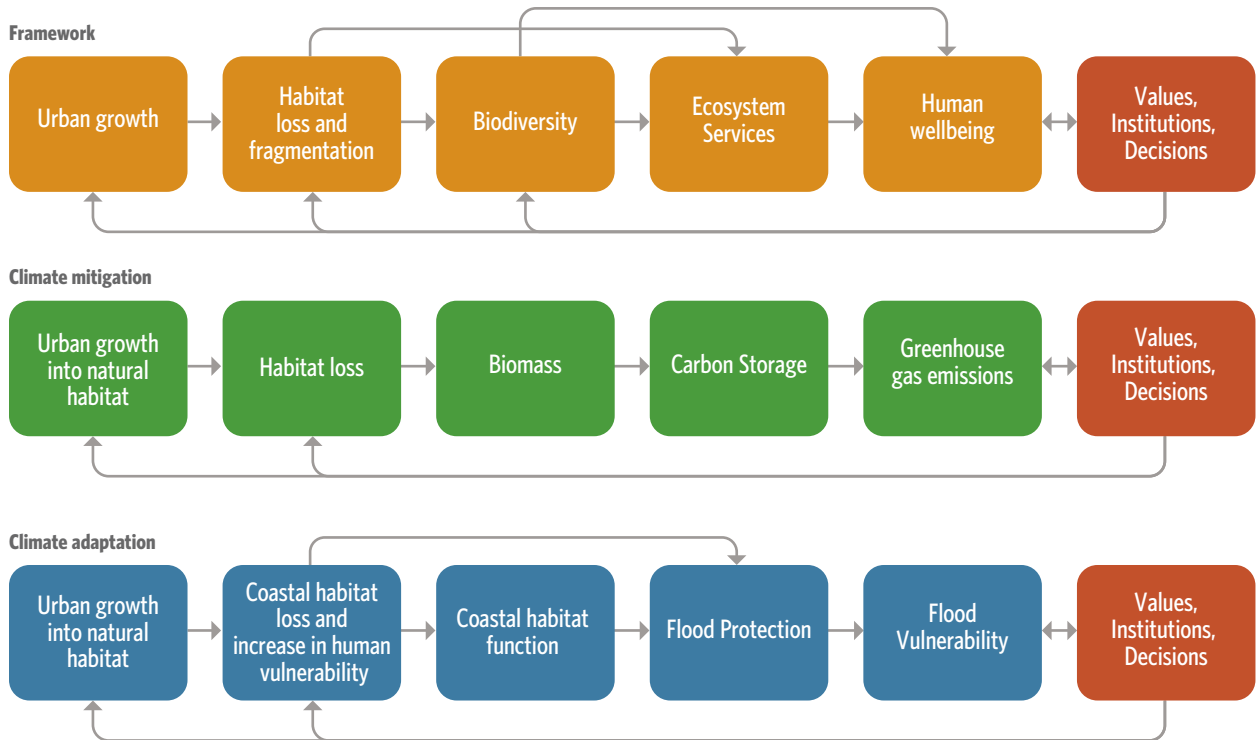 Framework
Urban growth
Habitat
loss and
fragmentation
Biodiversity
Ecosystem
Services
Human
wellbeing
Values,
Institutions,
Decisions
Climate mitigation
Urban growth
into natural
habitat
Habitat loss
Biomass
Carbon Storage
Greenhouse
gas emissions
Values,
Institutions,
Decisions
Climate adaptation
Urban growth
into natural
habitat
Coastal habitat
loss and
increase in human
vulnerability
Coastal habitat
function
Flood Protection
Flood
Vulnerability
Values,
Institutions,
Decisions